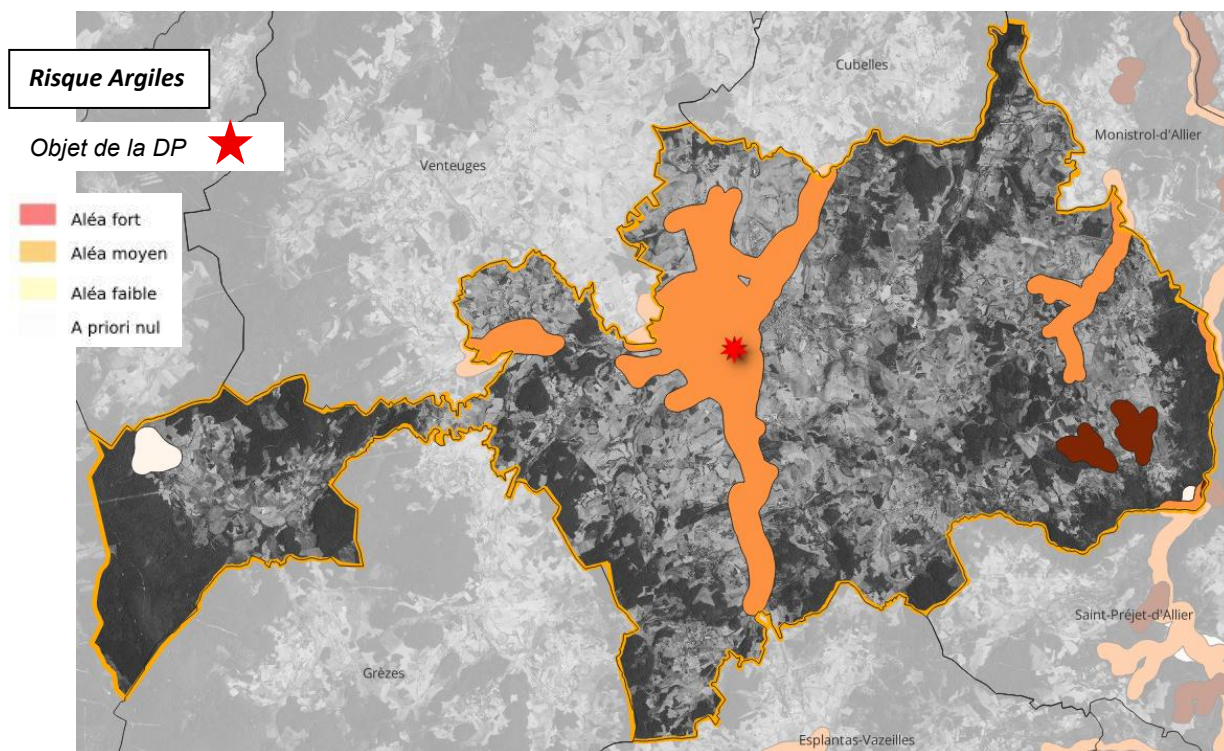 Risque Argiles
Objet de la DP
Aléa fort
Aléa moyen
Aléa faible
A priori nul
Cubelles
Monistrol-d'Allier
Venteuges
Saint-Préjet-d'Allier
Grèzes
Esplantas-Vazeilles